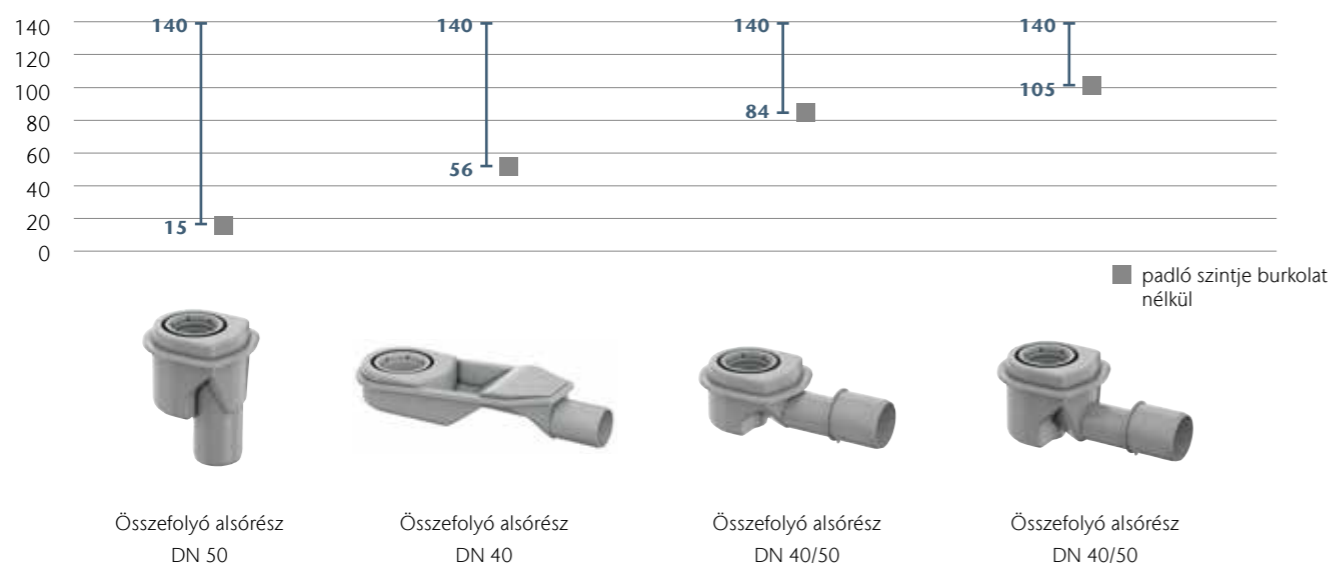 140
120
100
80
60
40
20
0
140
15
140
56
140
84
140
105
padló szintje burkolat
nélkül
Összefolyó alsórész
DN 50
Összefolyó alsórész
DN 40
Összefolyó alsórész
DN 40/50
Összefolyó alsórész
DN 40/50